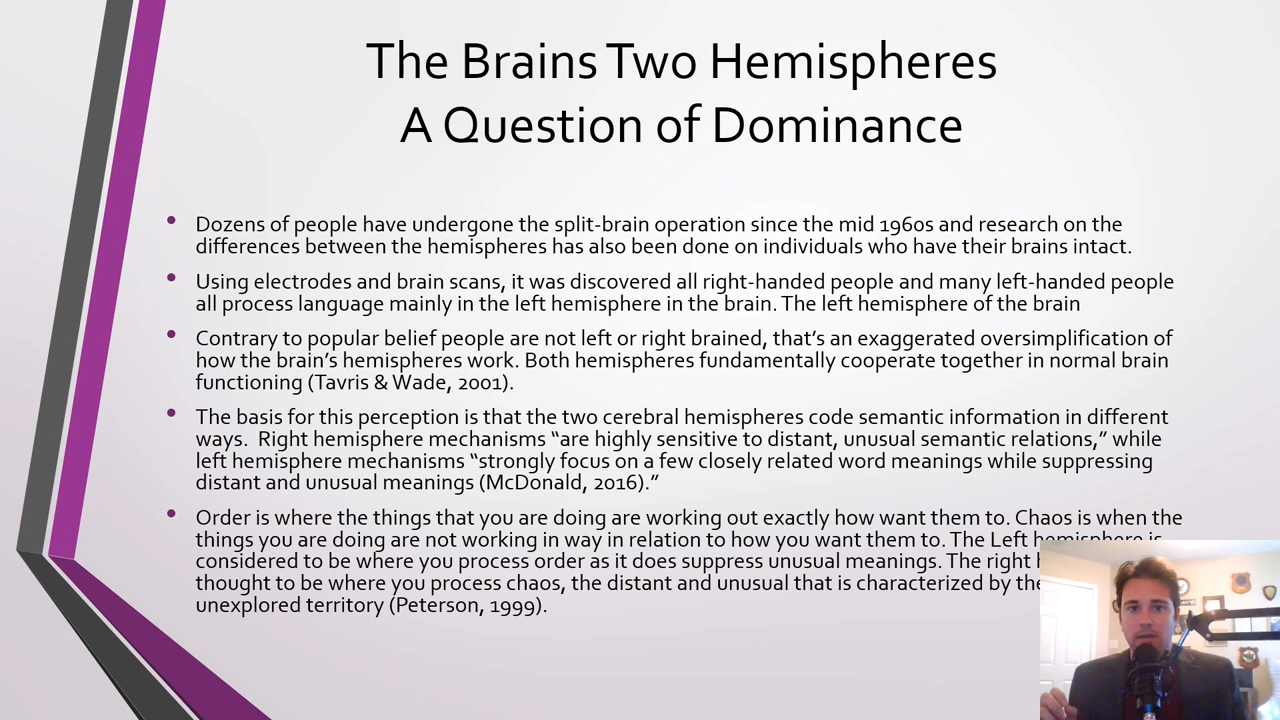 The Brains Two Hemispheres
A Question of Dominance
• Dozens of people have undergone the split-brain operation since the mid 1960s and research on the
differences between the hemispheres has also been done on individuals who have their brains intact.
• Using electrodes and brain scans, it was discovered all right-handed people and many left-handed people
all process language mainly in the left hemisphere in the brain. The left hemisphere of the brain
• Contrary to popular belief people are not left or right brained, that’s an exaggerated oversimplification of
how the brain’s hemispheres work. Both hemispheres fundamentally cooperate together in normal brain
functioning (Tavris & Wade, 2001).
• The basis for this perception is that the two cerebral hemispheres code semantic information in different
ways.  Right hemisphere mechanisms “are highly sensitive to distant, unusual semantic relations,” while
left hemisphere mechanisms “strongly focus on a few closely related word meanings while suppressing
distant and unusual meanings (McDonald, 2016).”
• Order is where the things that you are doing are working out exactly how want them to. Chaos is when the
things you are doing are not working in way in relation to how you want them to. The Left hemisphere is
considered to be where you process order as it does suppress unusual meanings. The right
thought to be where you process chaos, the distant and unusual that is characterized by the
unexplored territory (Peterson, 1999).